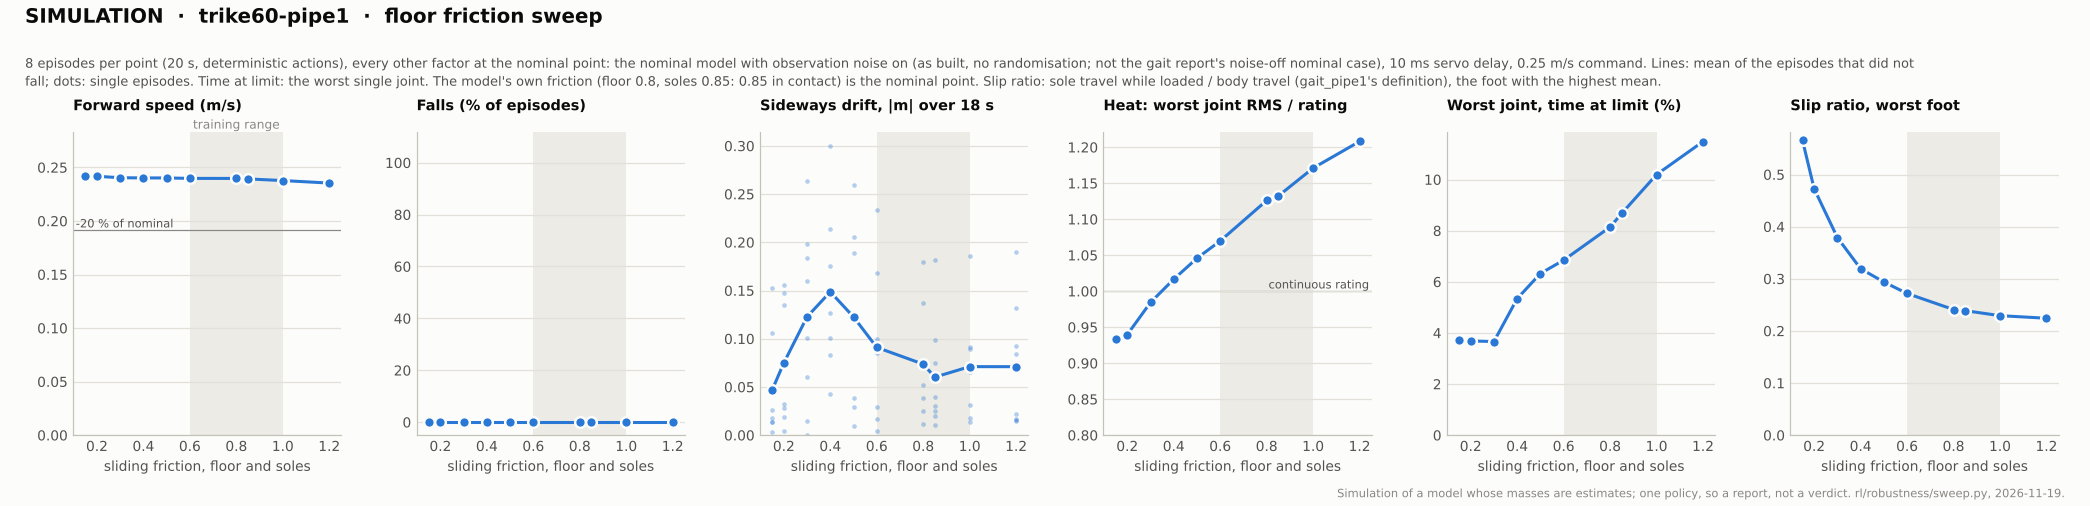 SIMULATION · trike60-pipe1 · floor friction sweep
8 episodes per point (20 s, deterministic actions), every other factor at the nominal point: the nominal model with observation noise on (as built, no randomisation; not the gait report's noise-off nominal case), 10 ms servo delay, 0.25 m/s command. Lines: mean of the episodes that did not
fall; dots: single episodes. Time at limit: the worst single joint. The model's own friction (floor 0.8, soles 0.85: 0.85 in contact) is the nominal point. Slip ratio: sole travel while loaded / body travel (gait_pipe1's definition), the foot with the highest mean.
Forward speed (m/s)
training range
0.25
0.20
-20 % of nominal
0.15
0.10
0.05
0.00
0.2 0.4 0.6 0.8 1.0 1.2
sliding friction, floor and soles
Falls (% of episodes)
100
80
60
40
20
0
0.2 0.4 0.6 0.8 1.0 1.2
sliding friction, floor and soles
Sideways drift, |m| over 18 s
0.30
0.25
0.20
0.15
0.10
0.05
0.00
0.2 0.4 0.6 0.8 1.0 1.2
sliding friction, floor and soles
Heat: worst joint RMS / rating
1.20
1.15
1.10
1.05
continuous rating
1.00
0.95
0.90
0.85
0.80
0.2 0.4 0.6 0.8 1.0 1.2
sliding friction, floor and soles
Worst joint, time at limit (%)
10
8
6
4
2
0
0.2 0.4 0.6 0.8 1.0 1.2
sliding friction, floor and soles
Slip ratio, worst foot
0.5
0.4
0.3
0.2
0.1
0.0
0.2 0.4 0.6 0.8 1.0 1.2
sliding friction, floor and soles
Simulation of a model whose masses are estimates; one policy, so a report, not a verdict. rl/robustness/sweep.py, 2026-11-19.